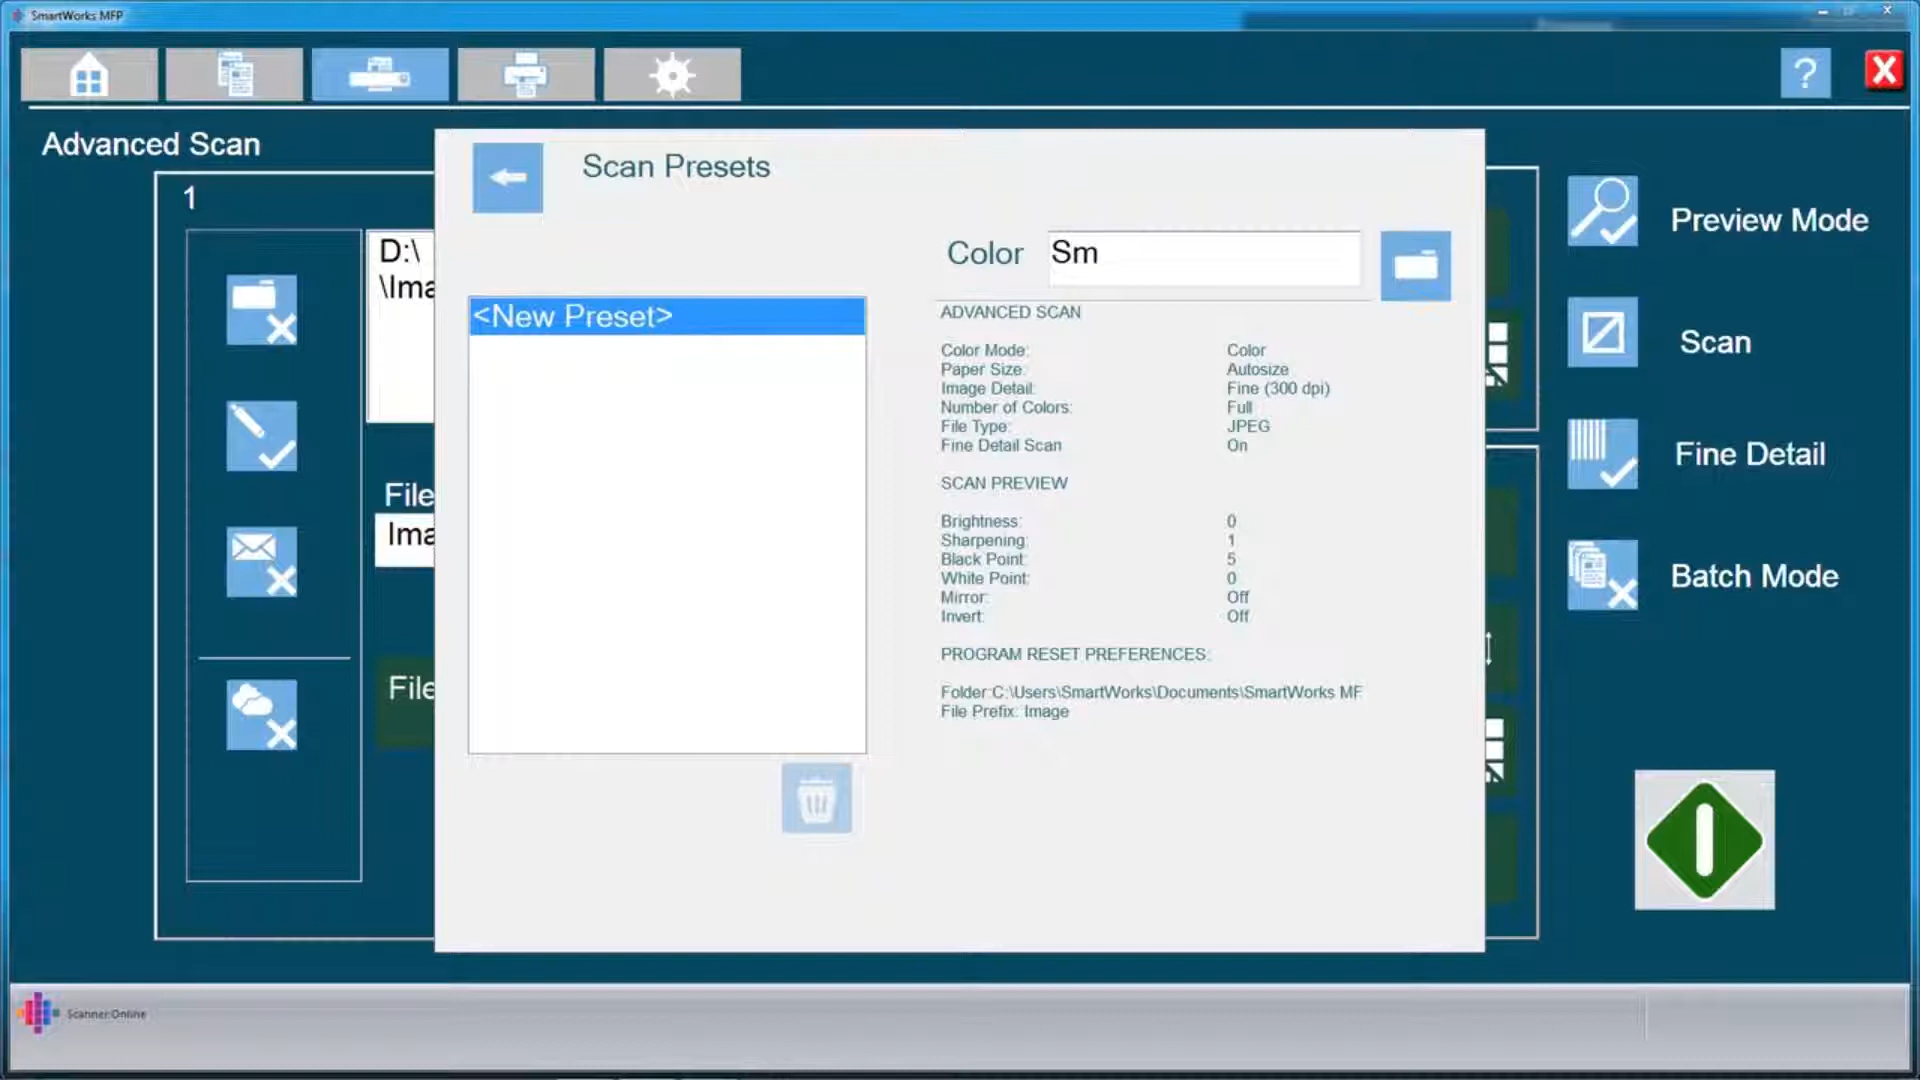 SmartWorks MFP
?
X
Advanced Scan
1
D:\
\Ima
File
Ima
File
Scan Presets
Color
Sm
<New Preset>
ADVANCED SCAN
Color Mode: Color
Paper Size: Autosize
Image Detail: Fine (300 dpi)
Number of Colors: Full
File Type: JPEG
Fine Detail Scan On
SCAN PREVIEW
Brightness: 0
Sharpening: 1
Black Point: 5
White Point: 0
Mirror: Off
Invert: Off
PROGRAM RESET PREFERENCES:
Folder:C:\Users\SmartWorks\Documents\SmartWorks MF
File Prefix: Image
Preview Mode
Scan
Fine Detail
Batch Mode
Scanner:Online